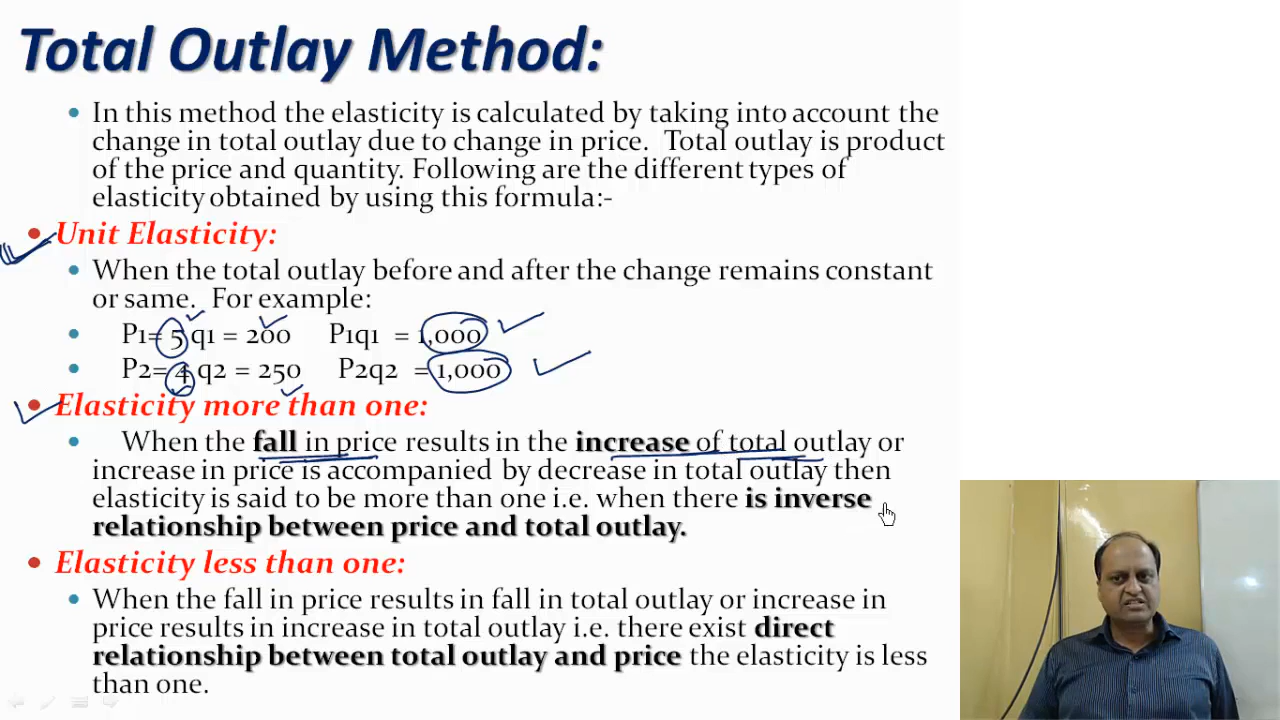 Total Outlay Method:
In this method the elasticity is calculated by taking into account the
change in total outlay due to change in price. Total outlay is product
of the price and quantity. Following are the different types of
elasticity obtained by using this formula:-
Unit Elasticity:
When the total outlay before and after the change remains constant
or same. For example:
P1= 5 q1 = 200 P1q1 = 1,000
P2= 4 q2 = 250 P2q2 = 1,000
Elasticity more than one:
When the fall in price results in the increase of total outlay or
increase in price is accompanied by decrease in total outlay then
elasticity is said to be more than one i.e. when there is inverse
relationship between price and total outlay.
Elasticity less than one:
When the fall in price results in fall in total outlay or increase in
price results in increase in total outlay i.e. there exist direct
relationship between total outlay and price the elasticity is less
than one.